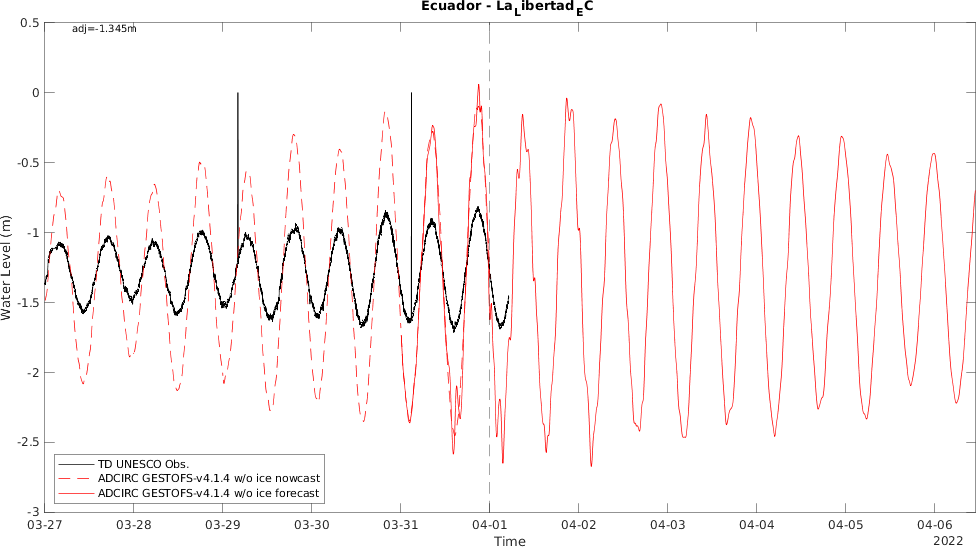 Ecuador - La_Libertad_EC
adj=-1.345m
0.5
0
-0.5
-1
-1.5
-2
-2.5
-3
Water Level (m)
TD UNESCO Obs.
ADCIRC GESTOFS-v4.1.4 w/o ice nowcast
ADCIRC GESTOFS-v4.1.4 w/o ice forecast
03-27 03-28 03-29 03-30 03-31 04-01 04-02 04-03 04-04 04-05 04-06
Time
2022